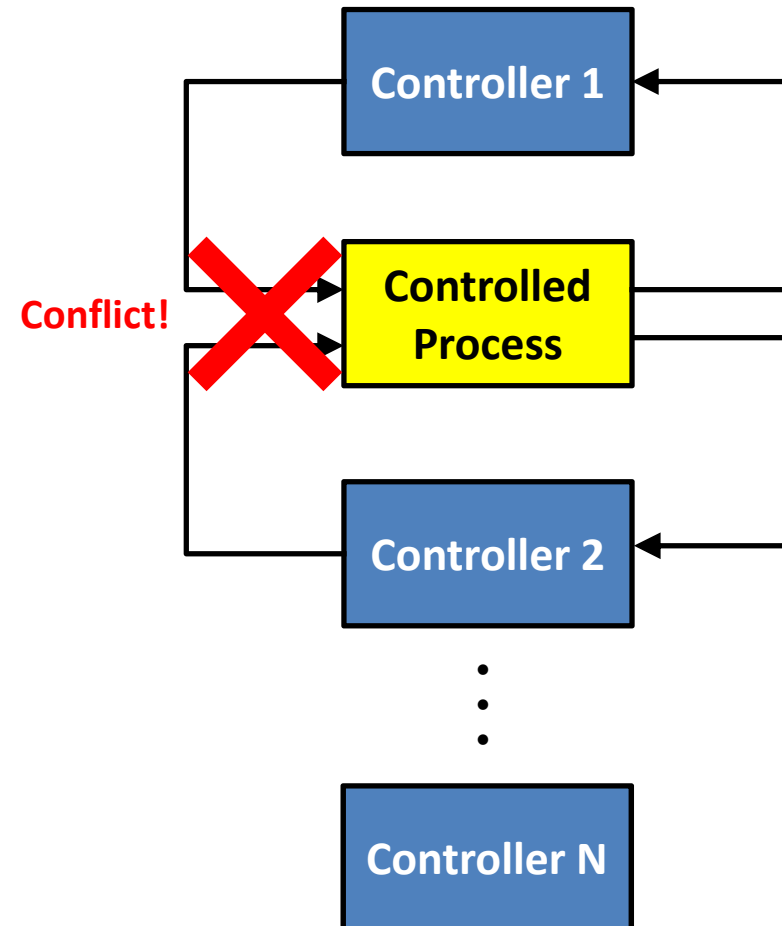 Controller 1
Controlled
Process
Conflict!
Controller 2
Controller N